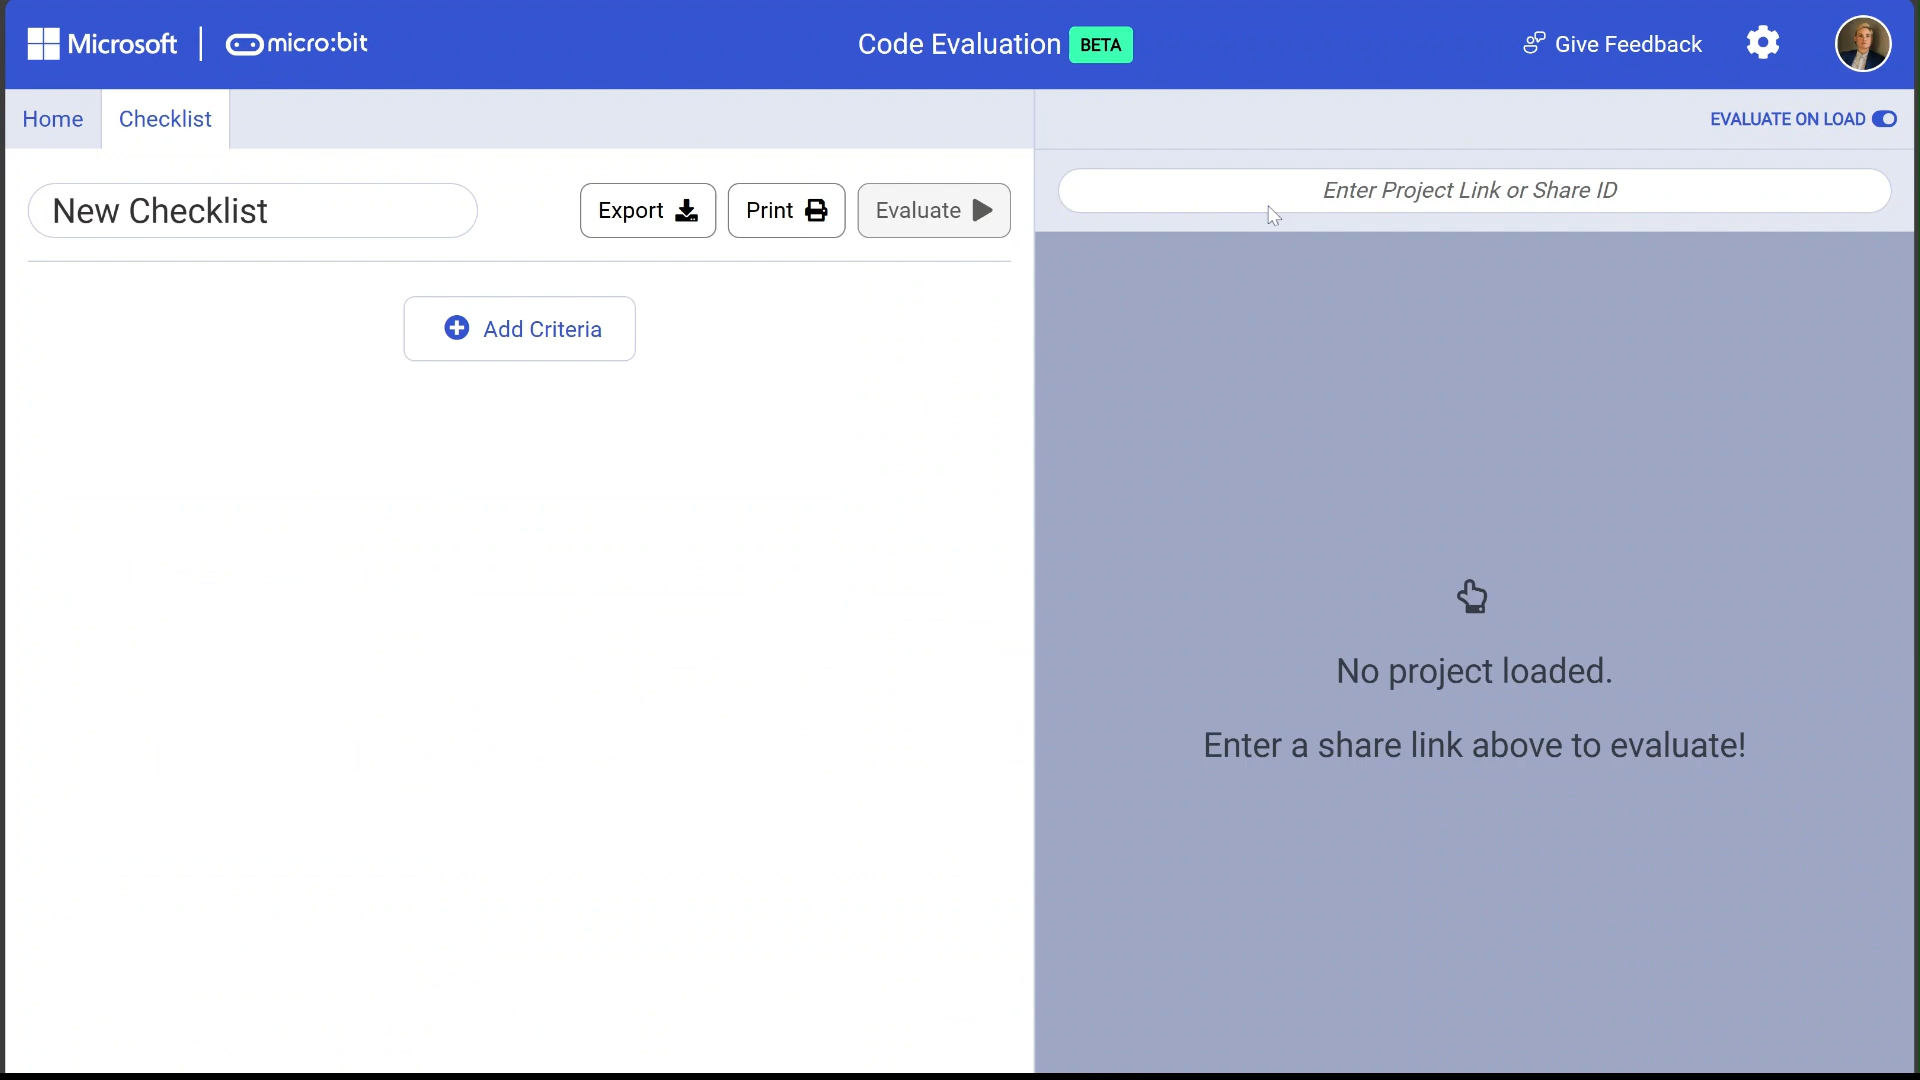 Microsoft | micro:bit
Code Evaluation BETA
Give Feedback
Home
Checklist
EVALUATE ON LOAD
New Checklist
Export
Print
Evaluate
Enter Project Link or Share ID
Add Criteria
No project loaded.
Enter a share link above to evaluate!